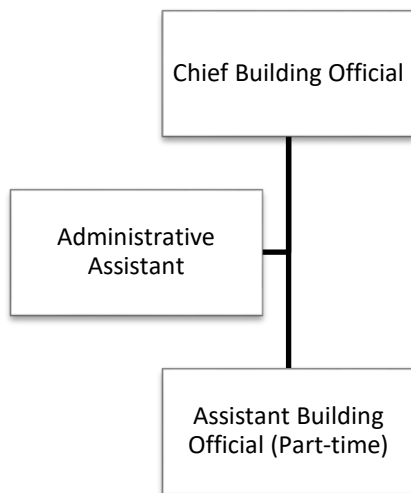 Chief Building Official
Administrative
Assistant
Assistant Building
Official (Part-time)